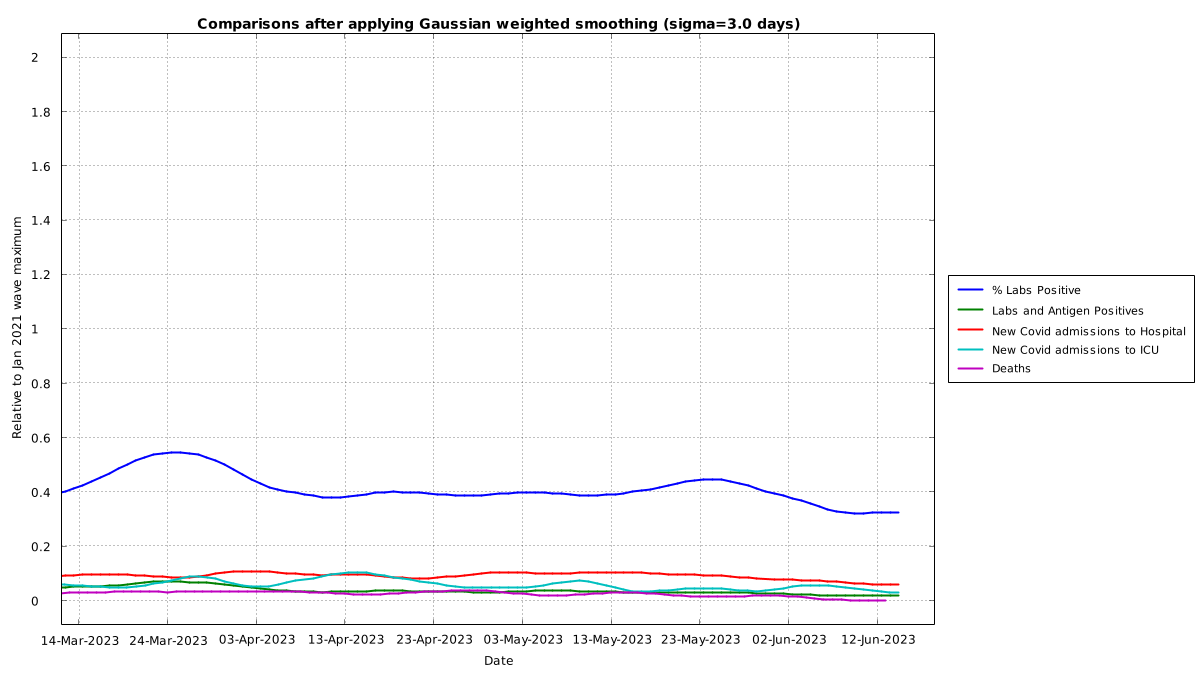 Comparisons after applying Gaussian weighted smoothing (sigma=3.0 days)
2
1.8
1.6
1.4
1.2
1
0.8
0.6
0.4
0.2
0
Relative to Jan 2021 wave maximum
14-Mar-2023 24-Mar-2023 03-Apr-2023 13-Apr-2023 23-Apr-2023 03-May-2023 13-May-2023 23-May-2023 02-Jun-2023 12-Jun-2023
Date
% Labs Positive
Labs and Antigen Positives
New Covid admissions to Hospital
New Covid admissions to ICU
Deaths